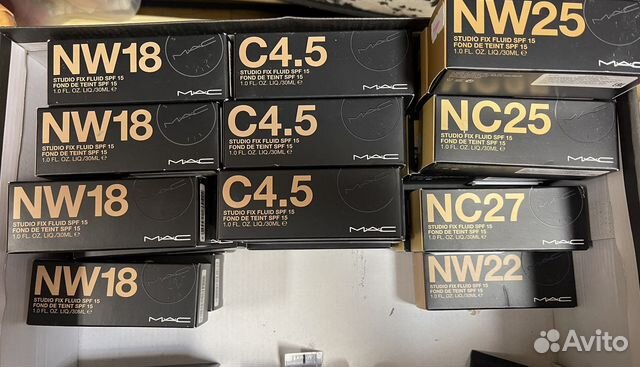 NW18
STUDIO FIX FLUID SPF 15
FOND DE TEINT SPF 15
1.0 FL. OZ. LIQ./30ML ℮
MAC
NW18
STUDIO FIX FLUID SPF 15
FOND DE TEINT SPF 15
1.0 FL. OZ. LIQ./30ML ℮
MAC
NW18
STUDIO FIX FLUID SPF 15
FOND DE TEINT SPF 15
1.0 FL. OZ. LIQ./30ML ℮
MAC
NW18
STUDIO FIX FLUID SPF 15
FOND DE TEINT SPF 15
1.0 FL. OZ. LIQ./30ML ℮
MAC
C4.5
STUDIO FIX FLUID SPF 15
FOND DE TEINT SPF 15
1.0 FL. OZ. LIQ./30ML ℮
MAC
C4.5
STUDIO FIX FLUID SPF 15
FOND DE TEINT SPF 15
1.0 FL. OZ. LIQ./30ML ℮
MAC
C4.5
STUDIO FIX FLUID SPF 15
FOND DE TEINT SPF 15
1.0 FL. OZ. LIQ./30ML ℮
MAC
NW25
STUDIO FIX FLUID SPF 15
FOND DE TEINT SPF 15
1.0 FL. OZ. LIQ./30ML ℮
MAC
NC25
STUDIO FIX FLUID SPF 15
FOND DE TEINT SPF 15
1.0 FL. OZ. LIQ./30ML ℮
MAC
NC27
STUDIO FIX FLUID SPF 15
FOND DE TEINT SPF 15
1.0 FL. OZ. LIQ./30ML ℮
MAC
NW22
STUDIO FIX FLUID SPF 15
FOND DE TEINT SPF 15
1.0 FL. OZ. LIQ./30ML ℮
MAC
Avito